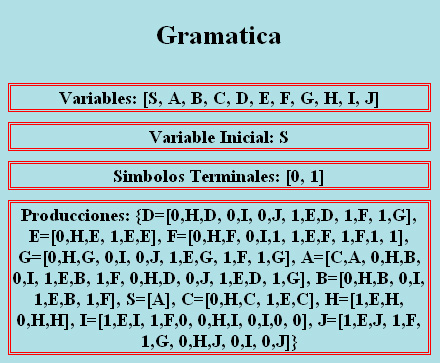 Gramatica
Variables: [S, A, B, C, D, E, F, G, H, I, J]
Variable Inicial: S
Simbolos Terminales: [0, 1]
Producciones: {D=[0,H,D, 0,I, 0,J, 1,E,D, 1,F, 1,G],
E=[0,H,E, 1,E,E], F=[0,H,F, 0,I,1, 1,E,F, 1,F,1, 1],
G=[0,H,G, 0,I, 0,J, 1,E,G, 1,F, 1,G], A=[C,A, 0,H,B,
0,I, 1,E,B, 1,F, 0,H,D, 0,J, 1,E,D, 1,G], B=[0,H,B, 0,I,
1,E,B, 1,F], S=[A], C=[0,H,C, 1,E,C], H=[1,E,H,
0,H,H], I=[1,E,I, 1,F,0, 0,H,I, 0,I,0, 0], J=[1,E,J, 1,F,
1,G, 0,H,J, 0,I, 0,J]}